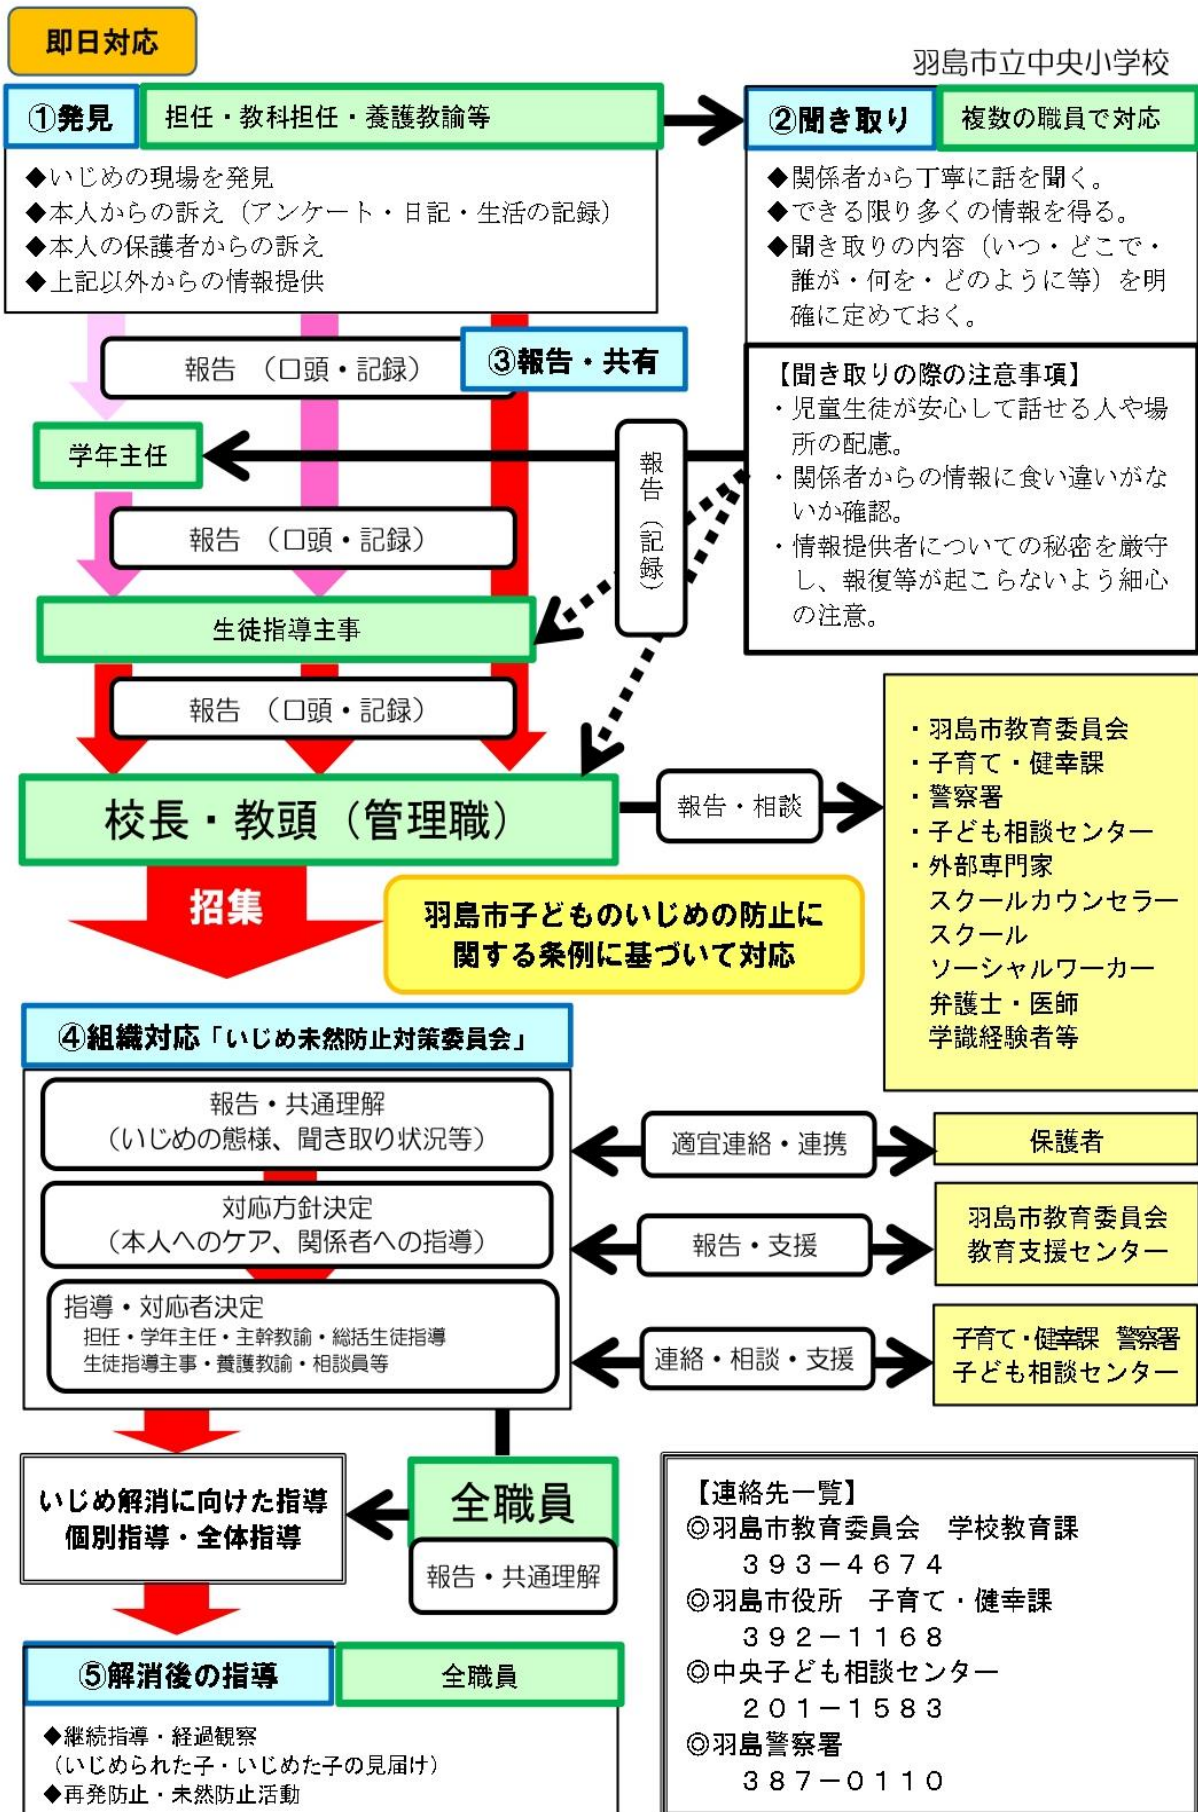 即日対応
羽島市立中央小学校
①発見
担任・教科担任・養護教諭等
◆いじめの現場を発見
◆本人からの訴え（アンケート・日記・生活の記録）
◆本人の保護者からの訴え
◆上記以外からの情報提供
②聞き取り
複数の職員で対応
◆関係者から丁寧に話を聞く。
◆できる限り多くの情報を得る。
◆聞き取りの内容（いつ・どこで・
誰が・何を・どのように等）を明
確に定めておく。
【聞き取りの際の注意事項】
・児童生徒が安心して話せる人や場
所の配慮。
・関係者からの情報に食い違いがな
いか確認。
・情報提供者についての秘密を厳守
し、報復等が起こらないよう細心
の注意。
報告　（口頭・記録）
③報告・共有
学年主任
報告（記録）
報告　（口頭・記録）
生徒指導主事
報告　（口頭・記録）
校長・教頭（管理職）
報告・相談
・羽島市教育委員会
・子育て・健幸課
・警察署
・子ども相談センター
・外部専門家
スクールカウンセラー
スクール
ソーシャルワーカー
弁護士・医師
学識経験者等
招集
羽島市子どものいじめの防止に
関する条例に基づいて対応
④組織対応「いじめ未然防止対策委員会」
報告・共通理解
（いじめの態様、聞き取り状況等）
対応方針決定
（本人へのケア、関係者への指導）
指導・対応者決定
担任・学年主任・主幹教諭・総括生徒指導
生徒指導主事・養護教諭・相談員等
適宜連絡・連携
保護者
報告・支援
羽島市教育委員会
教育支援センター
連絡・相談・支援
子育て・健幸課　警察署
子ども相談センター
いじめ解消に向けた指導
個別指導・全体指導
全職員
報告・共通理解
⑤解消後の指導
全職員
◆継続指導・経過観察
（いじめられた子・いじめた子の見届け）
◆再発防止・未然防止活動
【連絡先一覧】
◎羽島市教育委員会　学校教育課
３９３－４６７４
◎羽島市役所　子育て・健幸課
３９２－１１６８
◎中央子ども相談センター
２０１－１５８３
◎羽島警察署
３８７－０１１０